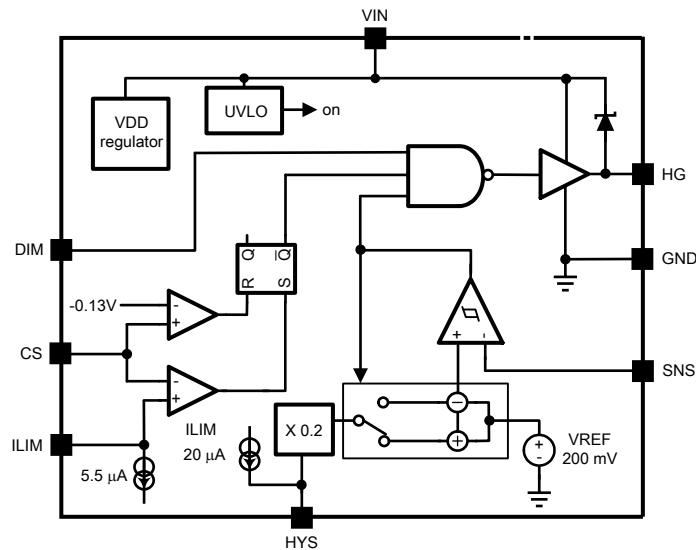 VIN
VDD
regulator
UVLO
on
HG
DIM
Q
Q̅
R
S
GND
-0.13V
-
+
CS
-
+
+
-
SNS
ILIM
ILIM
20 µA
X 0.2
−
+
+
-
VREF
200 mV
5.5 µA
HYS